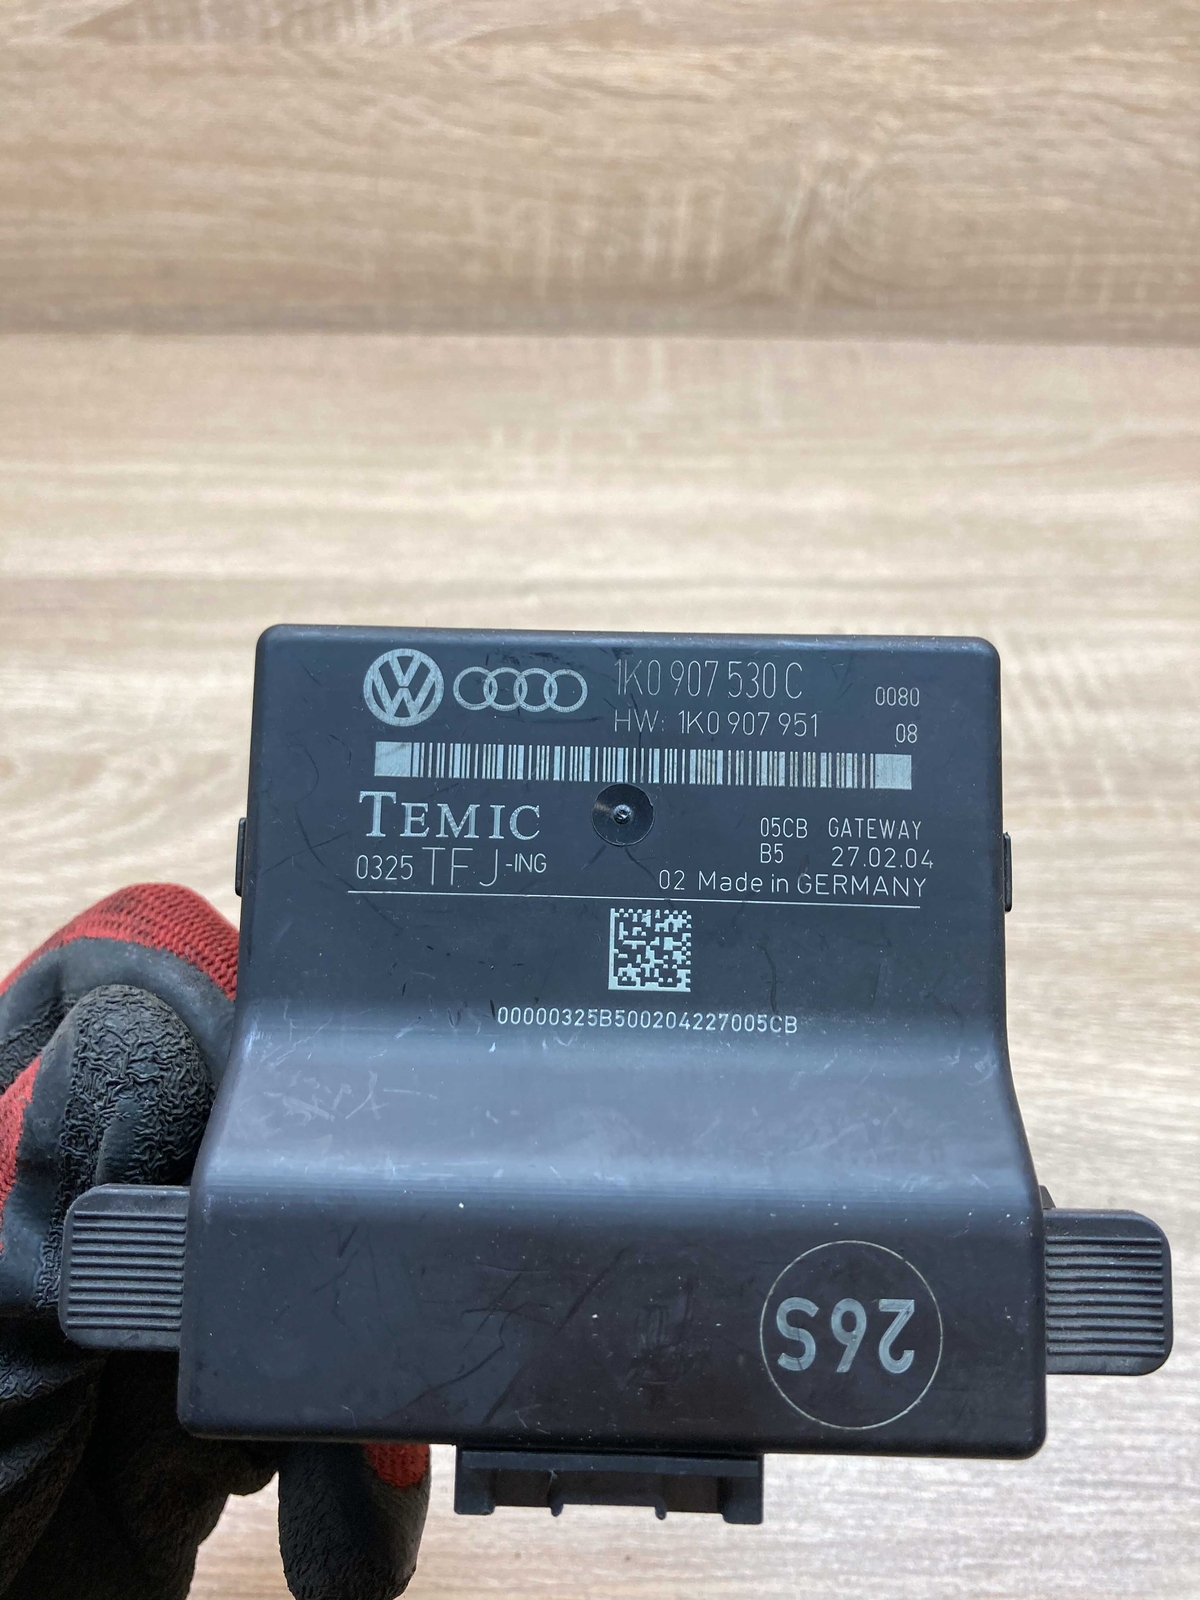 1K0 907 530 C
0080
HW: 1K0 907 951
08
TEMIC
0325 TFJ-ING
05CB GATEWAY
B5 27.02.04
02 Made in GERMANY
00000325B500204227005CB
26S